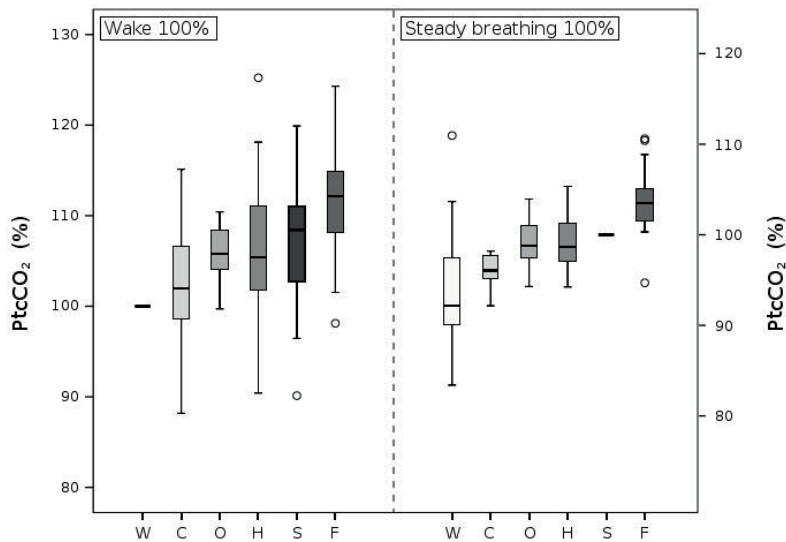 Wake 100%
Steady breathing 100%
130
120
110
100
90
80
PtcCO₂ (%)
120
110
100
90
80
PtcCO₂ (%)
W C O H S F
W C O H S F